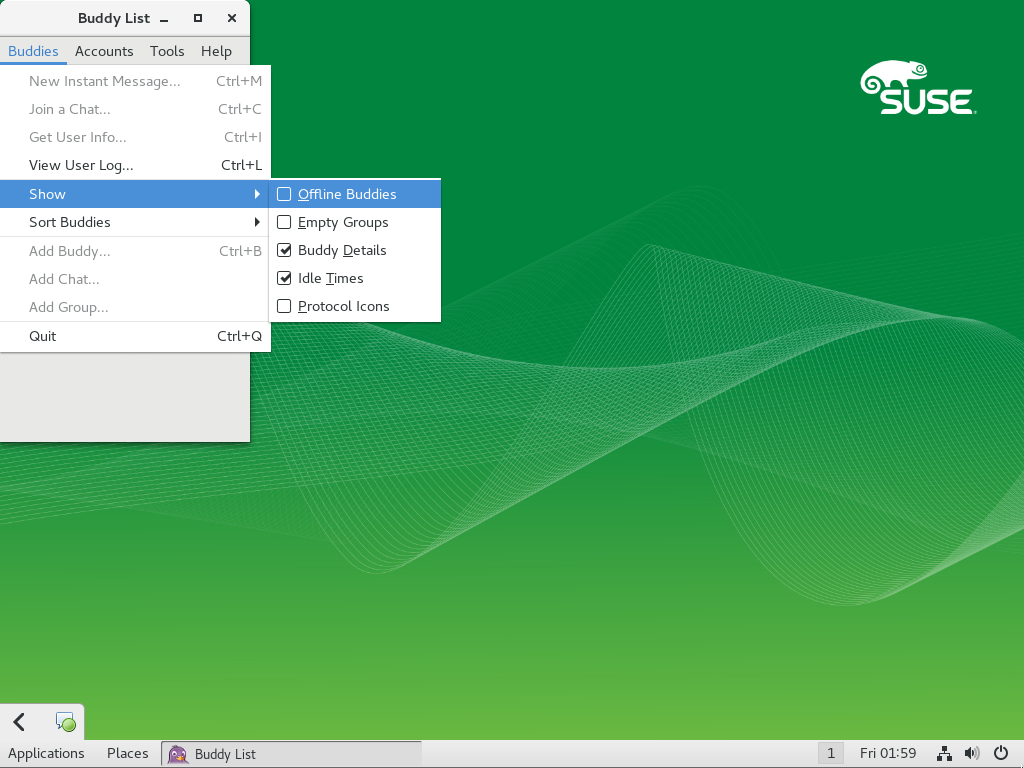 Buddy List
Buddies Accounts Tools Help
New Instant Message... Ctrl+M
Join a Chat... Ctrl+C
Get User Info... Ctrl+I
View User Log... Ctrl+L
Show
Sort Buddies
Add Buddy... Ctrl+B
Add Chat...
Add Group...
Quit Ctrl+Q
Offline Buddies
Empty Groups
Buddy Details
Idle Times
Protocol Icons
SUSE
Applications Places Buddy List 1 Fri 01:59